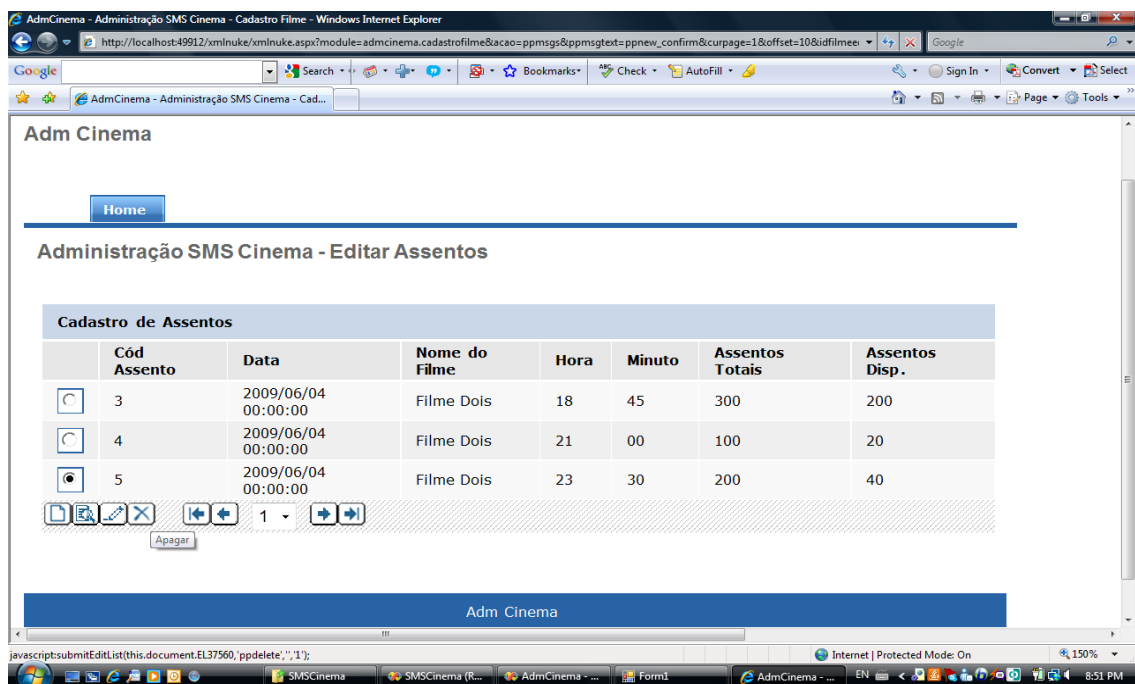 AdmCinema - Administração SMS Cinema - Cadastro Filme - Windows Internet Explorer
http://localhost:49912/xmlnuke/xmlnuke.aspx?module=admcinema.cadastrofilme&acao=ppmsgs&ppmsgtext=ppnew_confirm&curpage=1&offset=10&idfilmee
Google
Google Search Bookmarks Check AutoFill Sign In Convert Select
AdmCinema - Administração SMS Cinema - Cad... Page Tools
Adm Cinema
Home
Administração SMS Cinema - Editar Assentos
Cadastro de Assentos
Cód Assento Data Nome do Filme Hora Minuto Assentos Totais Assentos Disp.
3 2009/06/04 00:00:00 Filme Dois 18 45 300 200
4 2009/06/04 00:00:00 Filme Dois 21 00 100 20
5 2009/06/04 00:00:00 Filme Dois 23 30 200 40
1
Apagar
Adm Cinema
javascript:submitEditList(this.document.EL37560,'ppdelete','','1'); Internet | Protected Mode: On 150%
SMSCinema SMSCinema (R... AdmCinema - ... Form1 AdmCinema - ... EN 8:51 PM